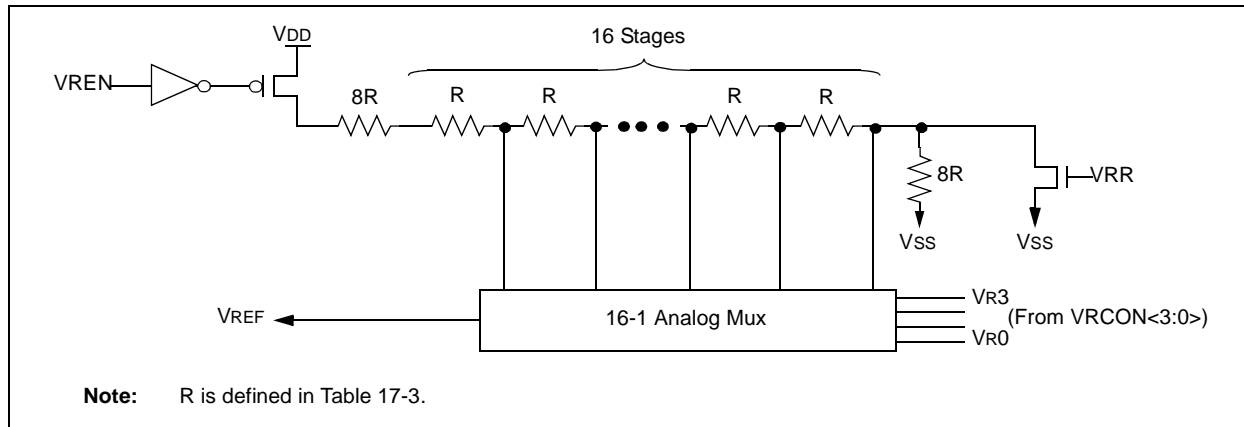 VDD
16 Stages
VREN
8R
R
R
R
R
8R
VRR
VSS
VSS
VREF
16-1 Analog Mux
VR3
(From VRCON<3:0>)
VR0
Note: R is defined in Table 17-3.